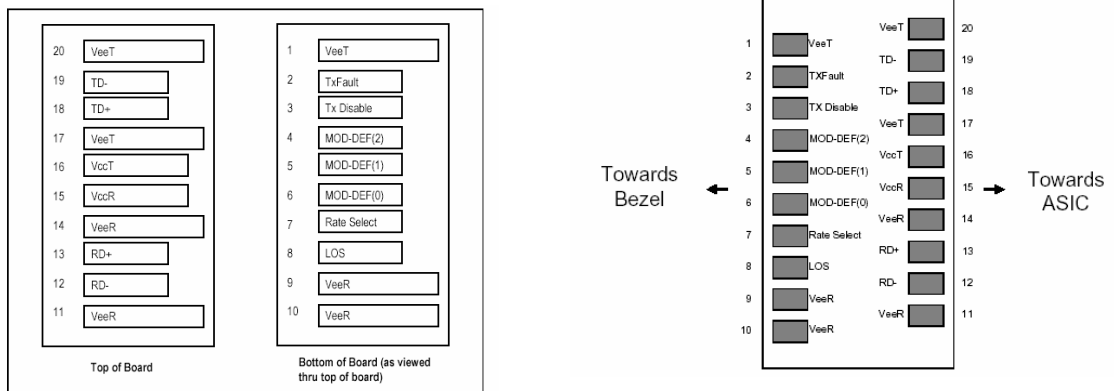 20 VeeT
19 TD-
18 TD+
17 VeeT
16 VccT
15 VccR
14 VeeR
13 RD+
12 RD-
11 VeeR
Top of Board
1 VeeT
2 TxFault
3 Tx Disable
4 MOD-DEF(2)
5 MOD-DEF(1)
6 MOD-DEF(0)
7 Rate Select
8 LOS
9 VeeR
10 VeeR
Bottom of Board (as viewed
thru top of board)
Towards
Bezel
1 VeeT
2 TXFault
3 TX Disable
4 MOD-DEF(2)
5 MOD-DEF(1)
6 MOD-DEF(0)
7 Rate Select
8 LOS
9 VeeR
10 VeeR
VeeT 20
TD- 19
TD+ 18
VeeT 17
VccT 16
VccR 15
VeeR 14
RD+ 13
RD- 12
VeeR 11
Towards
ASIC